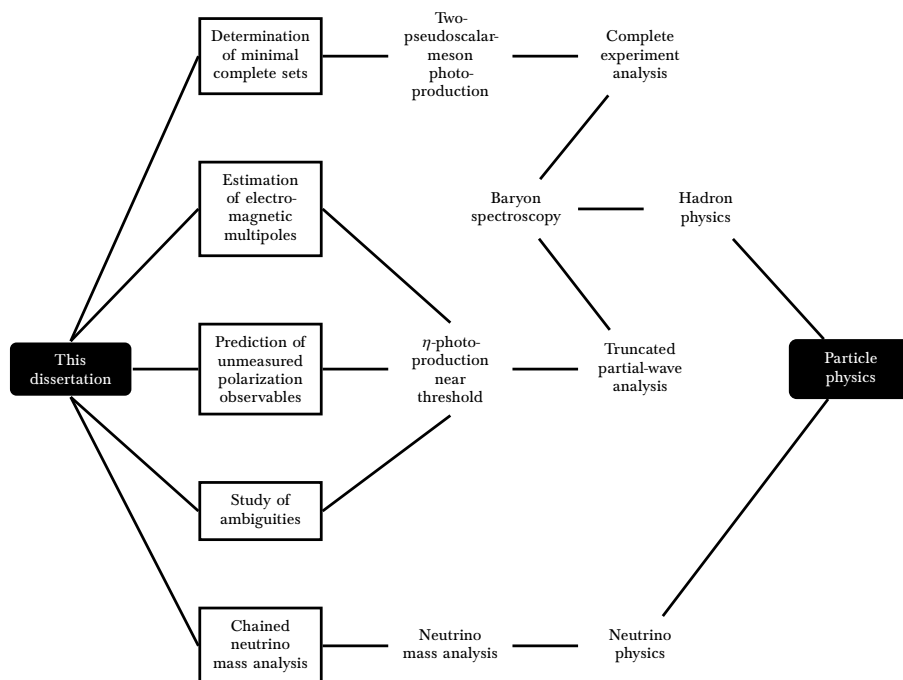 Determination
of minimal
complete sets
Two-
pseudoscalar-
meson
photo-
production
Complete
experiment
analysis
Estimation
of electro-
magnetic
multipoles
Baryon
spectroscopy
Hadron
physics
This
dissertation
Prediction of
unmeasured
polarization
observables
η-photo-
production
near
threshold
Truncated
partial-wave
analysis
Particle
physics
Study of
ambiguities
Chained
neutrino
mass analysis
Neutrino
mass analysis
Neutrino
physics